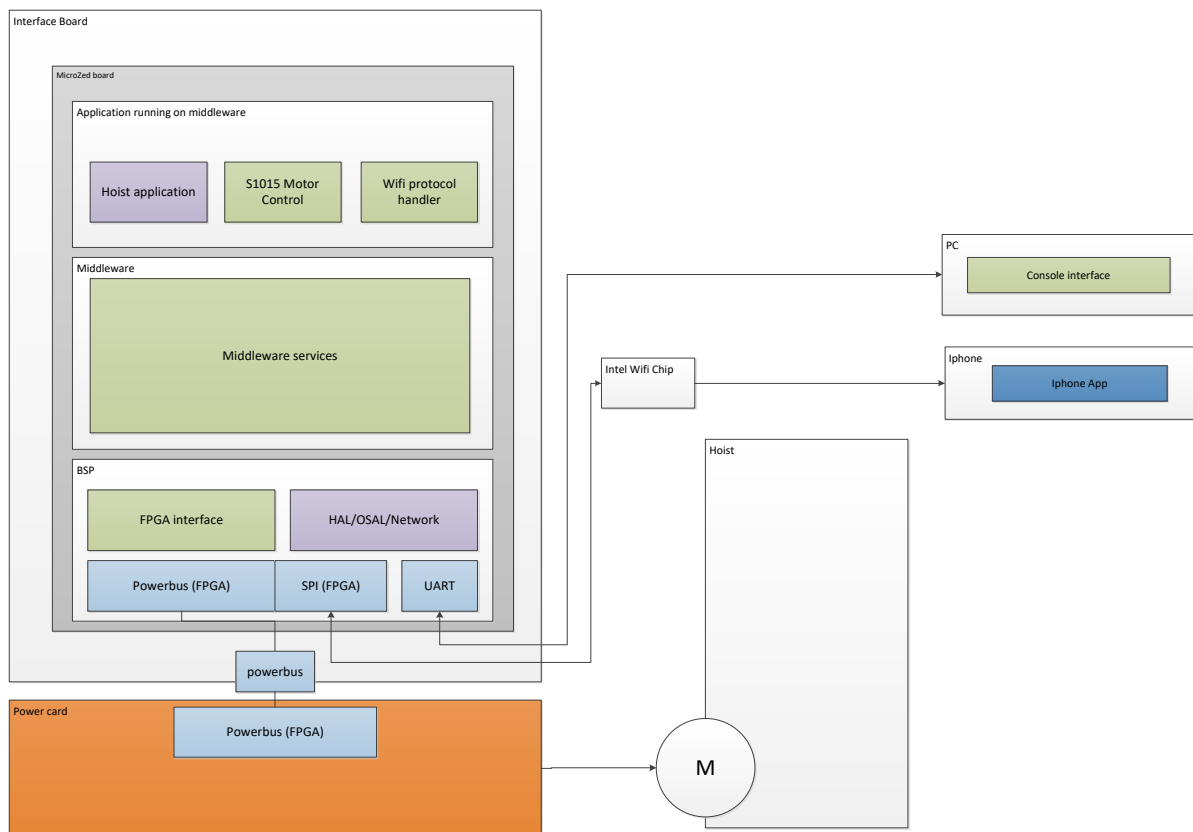 Interface Board
MicroZed board
Application running on middleware
Hoist application
S1015 Motor
Control
Wifi protocol
handler
Middleware
Middleware services
BSP
FPGA interface
HAL/OSAL/Network
Powerbus (FPGA)
SPI (FPGA)
UART
powerbus
Power card
Powerbus (FPGA)
PC
Console interface
Intel Wifi Chip
Iphone
Iphone App
Hoist
M